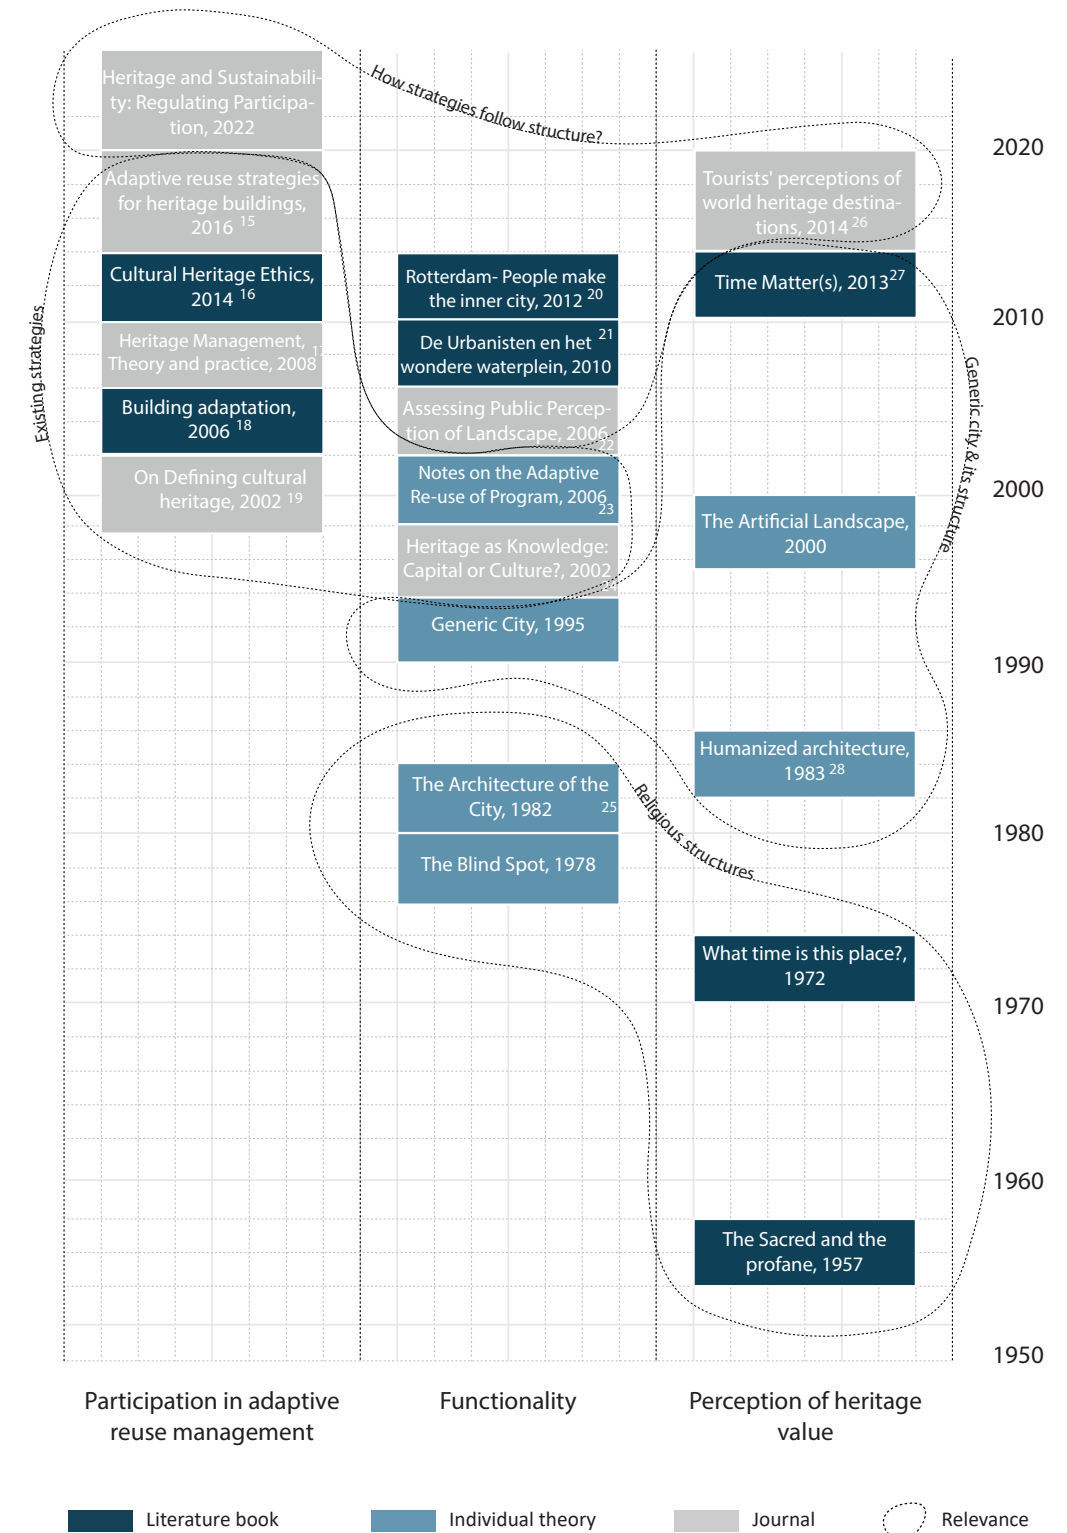 Heritage and Sustainabili-
ty: Regulating Participa-
tion, 2022
Adaptive reuse strategies
for heritage buildings,
2016 15
Cultural Heritage Ethics,
2014 16
Heritage Management, 17
Theory and practice, 2008
Building adaptation,
2006 18
On Defining cultural
heritage, 2002 19
Existing strategies
How strategies follow structure?
Rotterdam- People make
the inner city, 2012 20
De Urbanisten en het 21
wondere waterplein, 2010
Assessing Public Percep-
tion of Landscape, 2006
22
Notes on the Adaptive
Re-use of Program, 2006
23
Heritage as Knowledge:
Capital or Culture?, 2002
24
Generic City, 1995
The Architecture of the
City, 1982 25
The Blind Spot, 1978
Religious structures
Tourists' perceptions of
world heritage destina-
tions, 2014 26
Time Matter(s), 2013 27
Generic city & its structure
The Artificial Landscape,
2000
Humanized architecture,
1983 28
What time is this place?,
1972
The Sacred and the
profane, 1957
2020
2010
2000
1990
1980
1970
1960
1950
Participation in adaptive
reuse management
Functionality
Perception of heritage
value
Literature book
Individual theory
Journal
Relevance